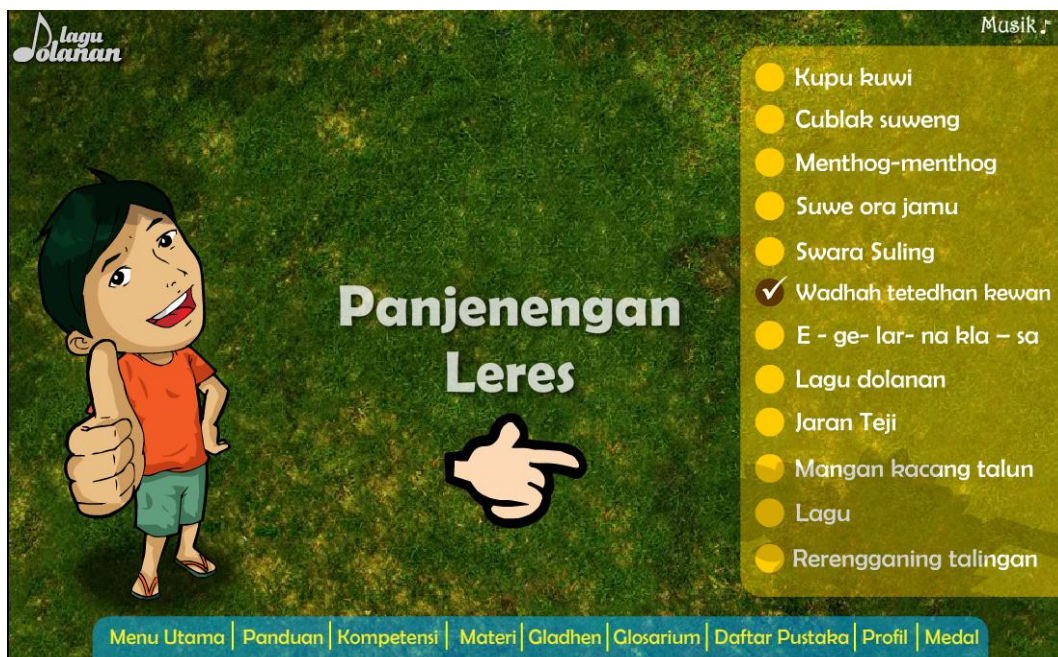 lagu
Dolanan
Musik
Kupu kuwi
Cublak suweng
Menthog-menthog
Suwe ora jamu
Swara Suling
Wadhah tetedhan kewan
E - ge- lar- na kla – sa
Lagu dolanan
Jaran Teji
Mangan kacang talun
Lagu
Rerengganing talingan
Panjenengan
Leres
Menu Utama | Panduan | Kompetensi | Materi | Gladhen | Glosarium | Daftar Pustaka | Profil | Medal